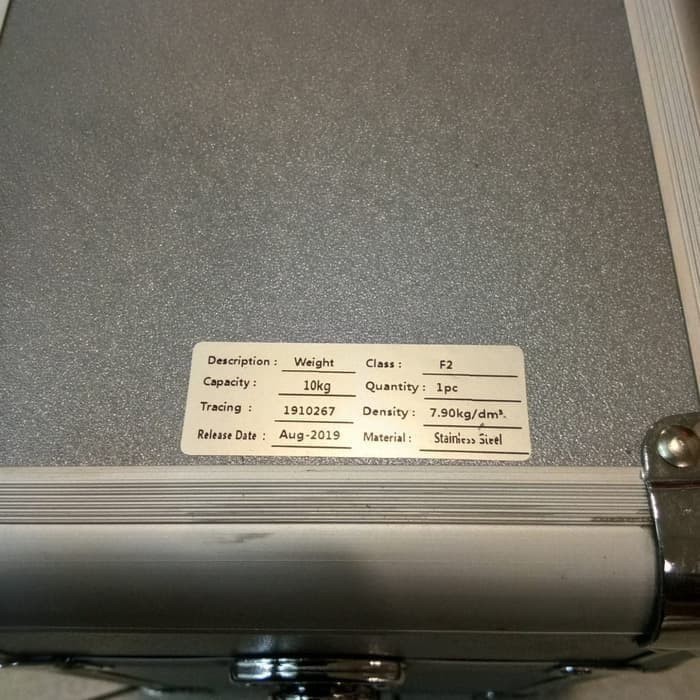 Description : Weight Class : F2
Capacity : 10kg Quantity : 1pc
Tracing : 1910267 Density : 7.90kg/dm³.
Release Date : Aug-2019 Material : Stainless Steel